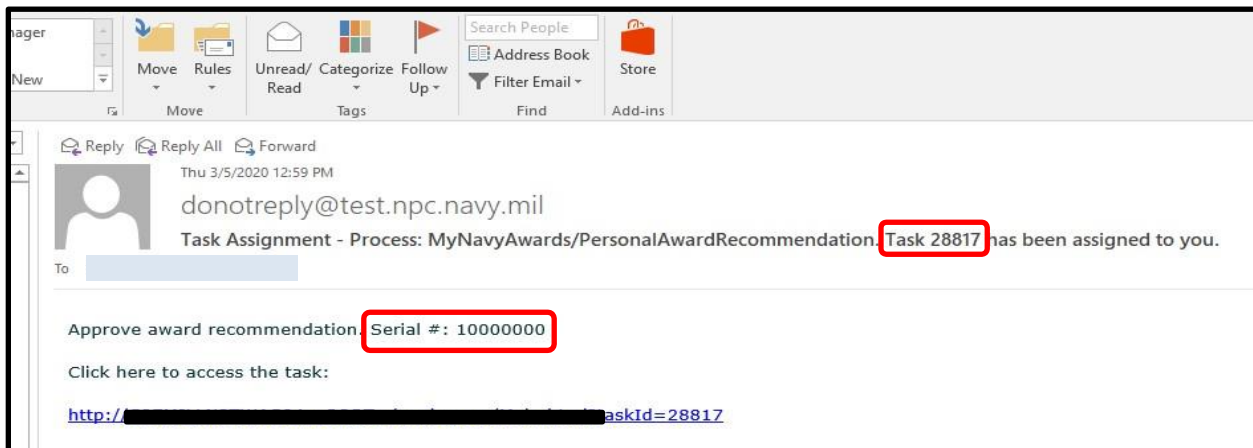 nager
New
Move
Rules
Unread/
Read
Categorize
Follow
Up
Search People
Address Book
Filter Email
Store
Move
Tags
Find
Add-ins
Reply Reply All Forward
Thu 3/5/2020 12:59 PM
donotreply@test.npc.navy.mil
Task Assignment - Process: MyNavyAwards/PersonalAwardRecommendation. Task 28817 has been assigned to you.
To
Approve award recommendation. Serial #: 10000000
Click here to access the task:
http:/ askId=28817